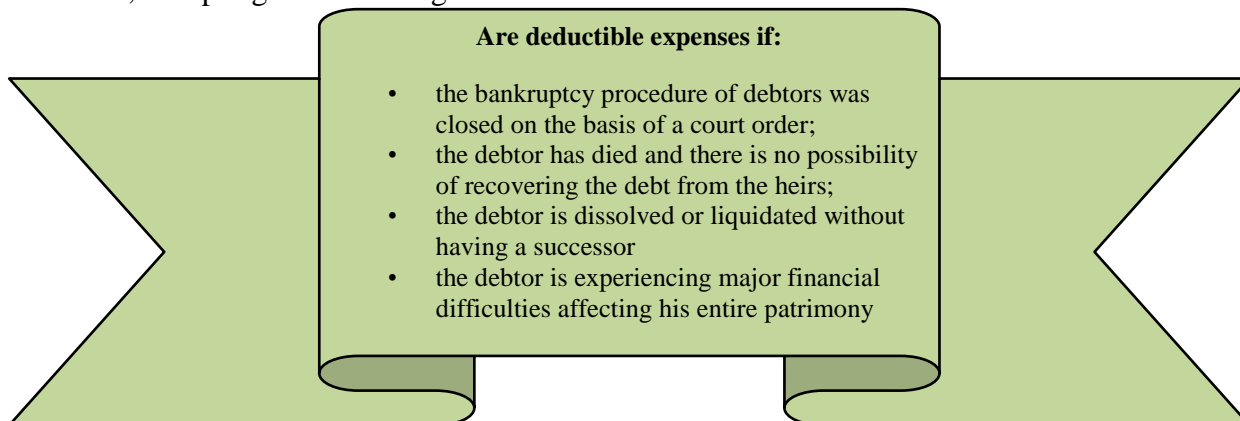 Are deductible expenses if:
• the bankruptcy procedure of debtors was
closed on the basis of a court order;
• the debtor has died and there is no possibility
of recovering the debt from the heirs;
• the debtor is dissolved or liquidated without
having a successor
• the debtor is experiencing major financial
difficulties affecting his entire patrimony